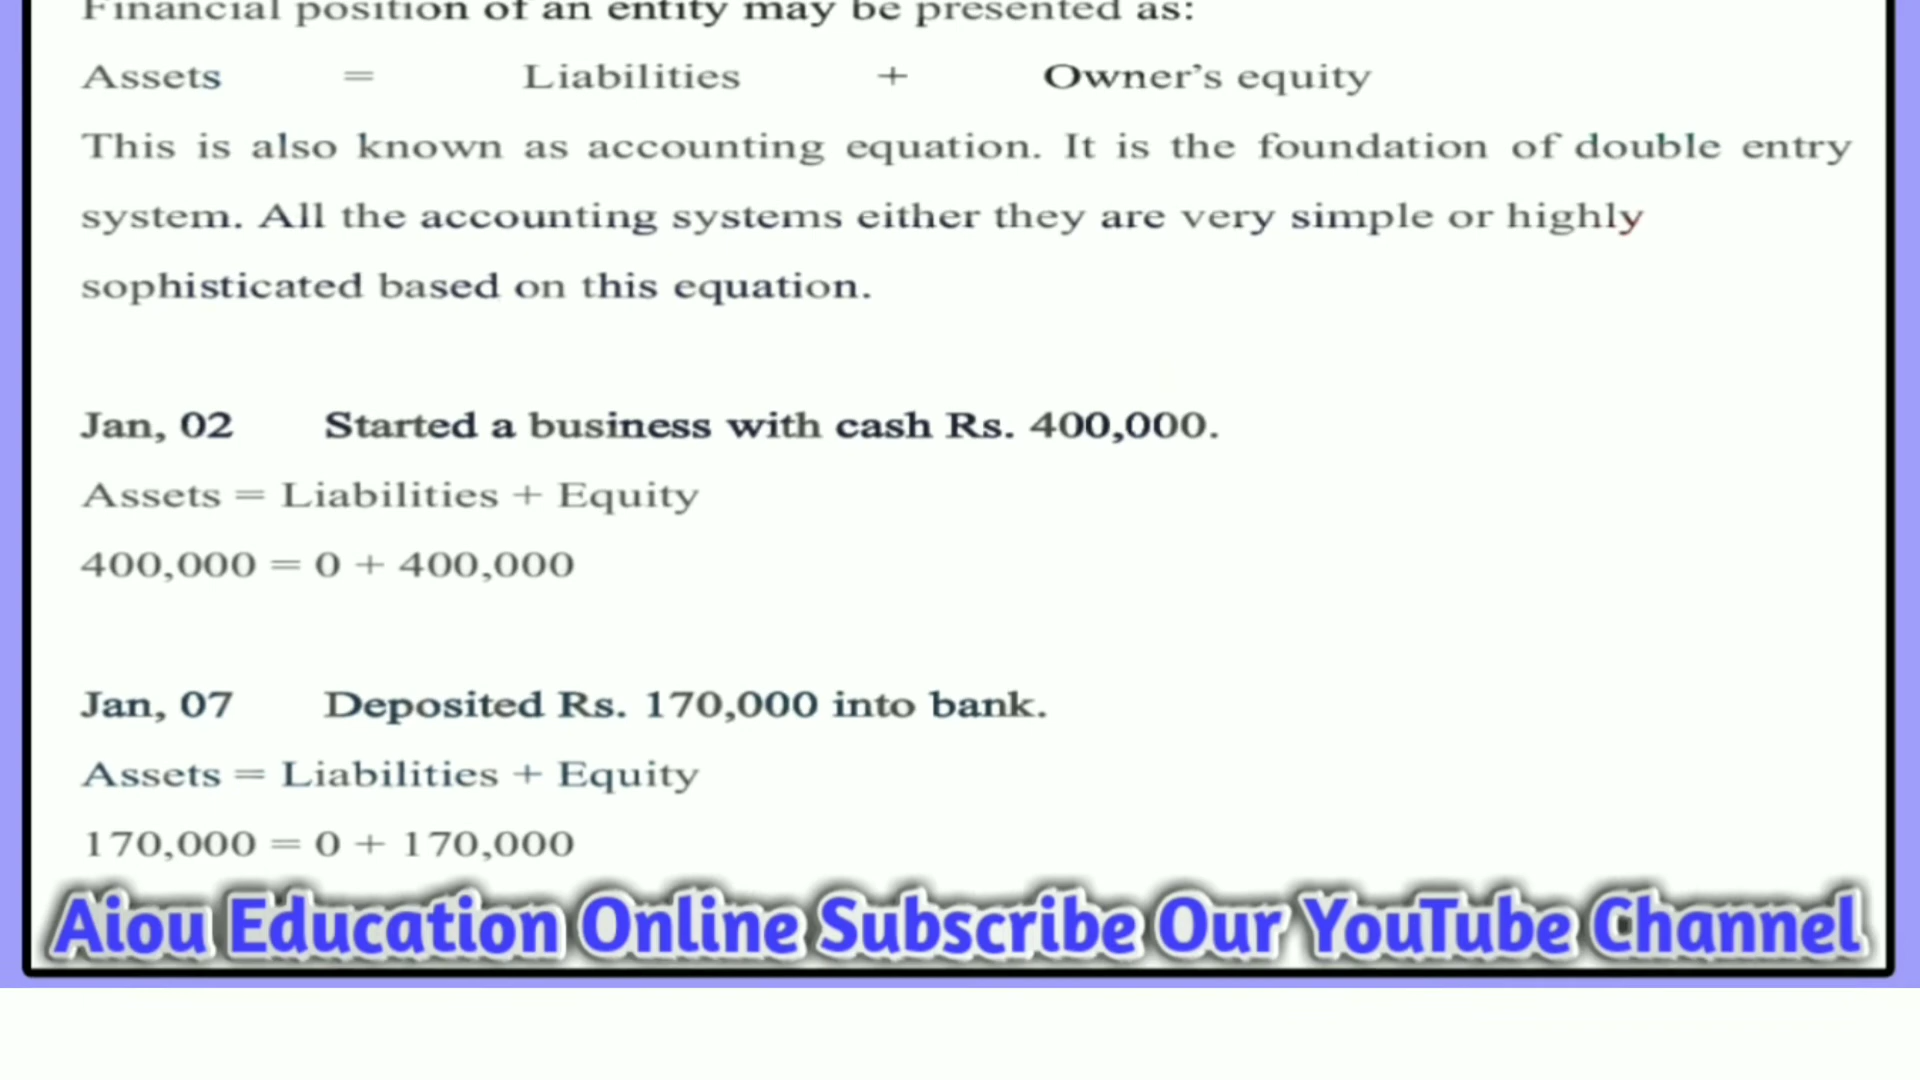 Financial position of an entity may be presented as:
Assets = Liabilities + Owner’s equity
This is also known as accounting equation. It is the foundation of double entry
system. All the accounting systems either they are very simple or highly
sophisticated based on this equation.
Jan, 02 Started a business with cash Rs. 400,000.
Assets = Liabilities + Equity
400,000 = 0 + 400,000
Jan, 07 Deposited Rs. 170,000 into bank.
Assets = Liabilities + Equity
170,000 = 0 + 170,000
Aiou Education Online Subscribe Our YouTube Channel